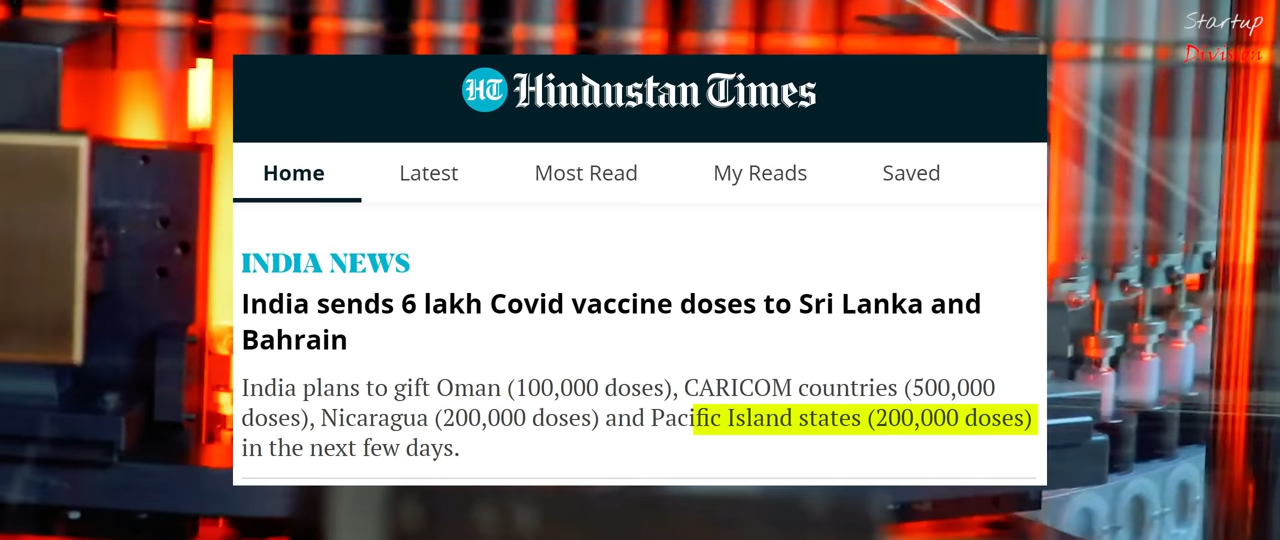 Startup
Division
HT Hindustan Times
Home Latest Most Read My Reads Saved
INDIA NEWS
India sends 6 lakh Covid vaccine doses to Sri Lanka and
Bahrain
India plans to gift Oman (100,000 doses), CARICOM countries (500,000
doses), Nicaragua (200,000 doses) and Pacific Island states (200,000 doses)
in the next few days.